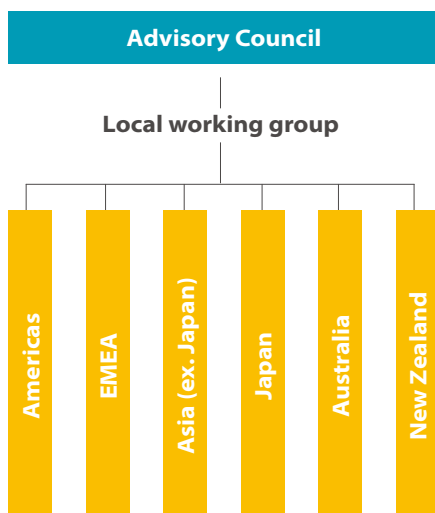 Advisory Council
Local working group
Americas
EMEA
Asia (ex. Japan)
Japan
Australia
New Zealand